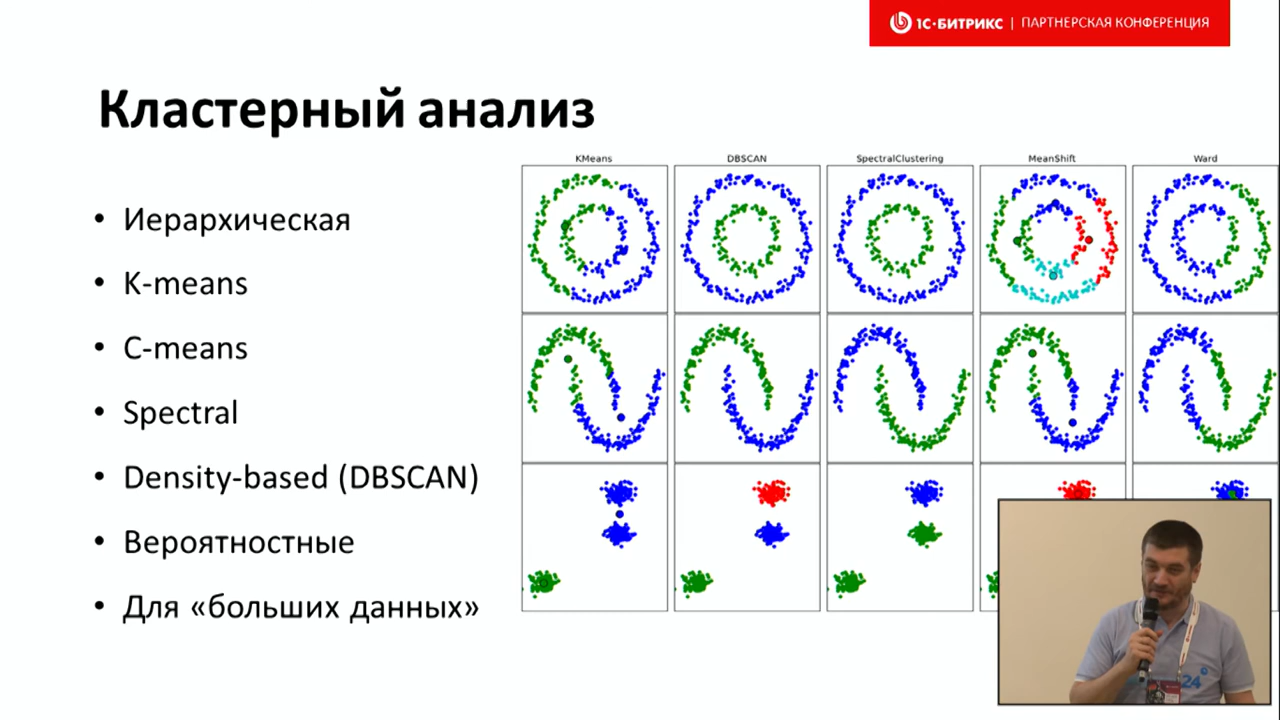 1С-БИТРИКС | ПАРТНЕРСКАЯ КОНФЕРЕНЦИЯ
Кластерный анализ
• Иерархическая
• K-means
• C-means
• Spectral
• Density-based (DBSCAN)
• Вероятностные
• Для «больших данных»
KMeans DBSCAN SpectralClustering MeanShift Ward
24